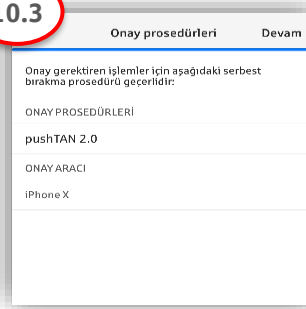 0.3
Onay prosedürleri Devam
Onay gerektiren işlemler için aşağıdaki serbest
bırakma prosedürü geçerlidir:
ONAY PROSEDÜRLERİ
pushTAN 2.0
ONAY ARACI
iPhone X